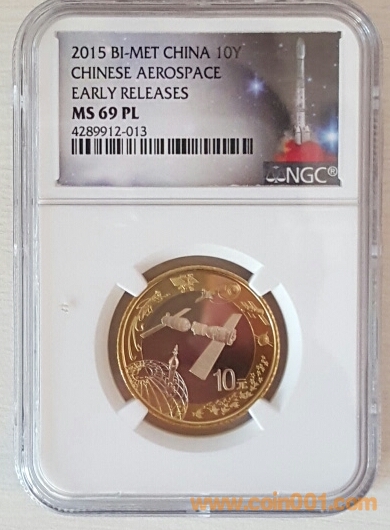 2015 BI-MET CHINA 10Y
CHINESE AEROSPACE
EARLY RELEASES
MS 69 PL
4289912-013
NGC®
10元
www.coin001.com